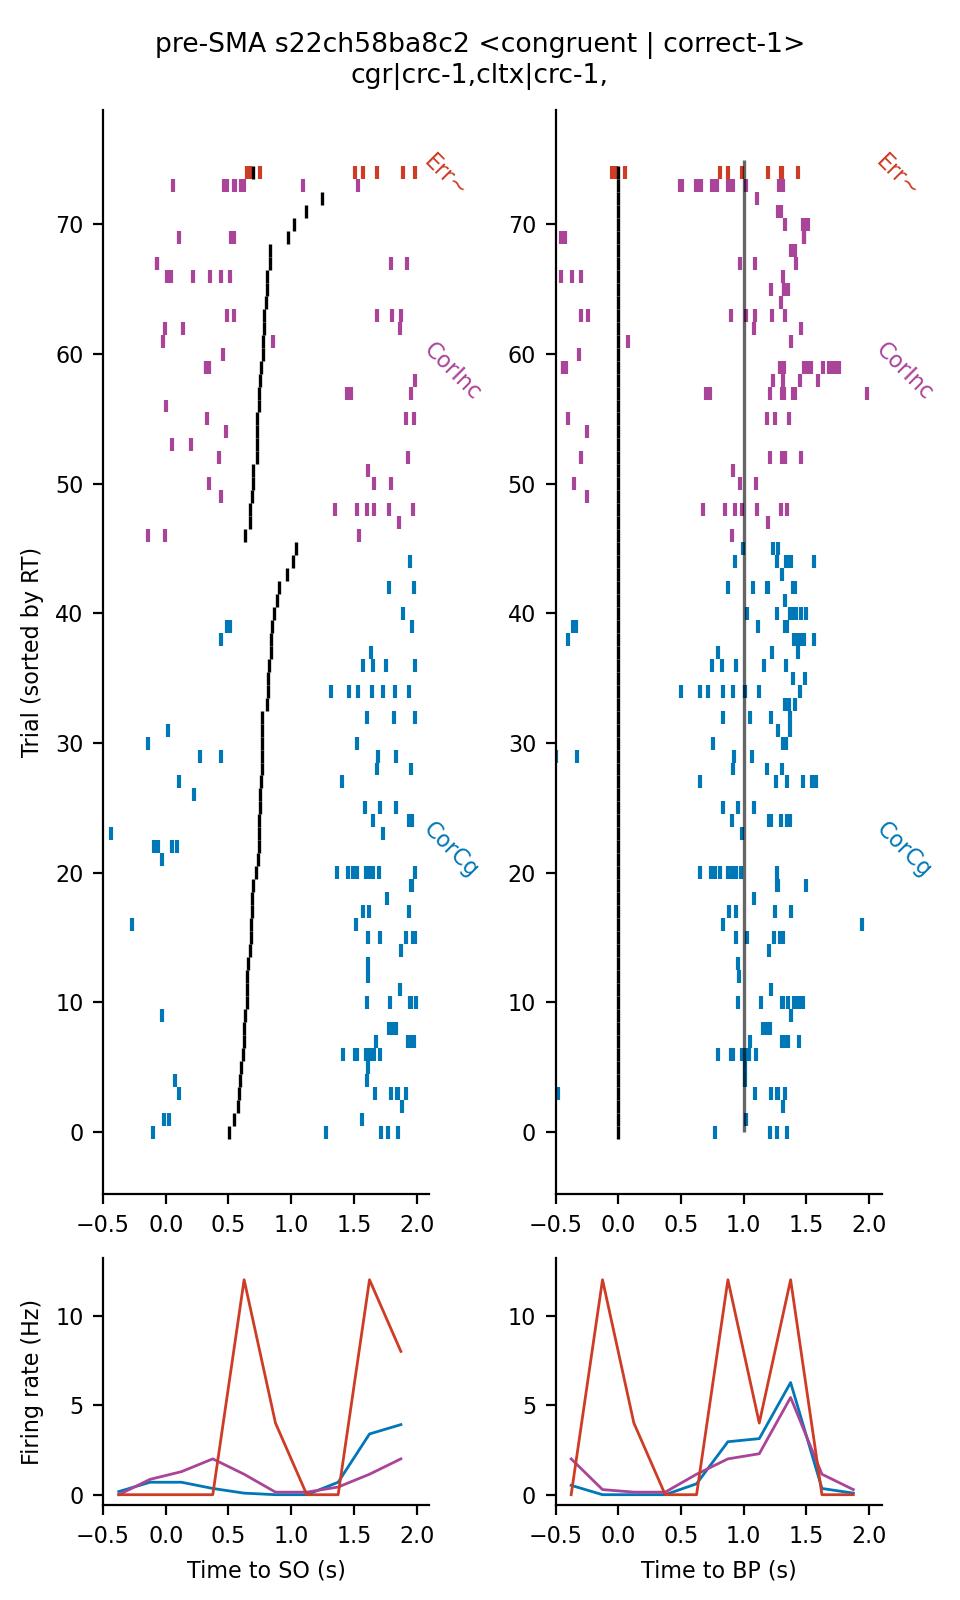 pre-SMA s22ch58ba8c2 <congruent | correct-1>
cgr|crc-1,cltx|crc-1,
Trial (sorted by RT)
70
60
50
40
30
20
10
0
−0.5 0.0 0.5 1.0 1.5 2.0
Err~
CorInc
CorCg
70
60
50
40
30
20
10
0
−0.5 0.0 0.5 1.0 1.5 2.0
Err~
CorInc
CorCg
Firing rate (Hz)
10
5
0
−0.5 0.0 0.5 1.0 1.5 2.0
Time to SO (s)
10
5
0
−0.5 0.0 0.5 1.0 1.5 2.0
Time to BP (s)